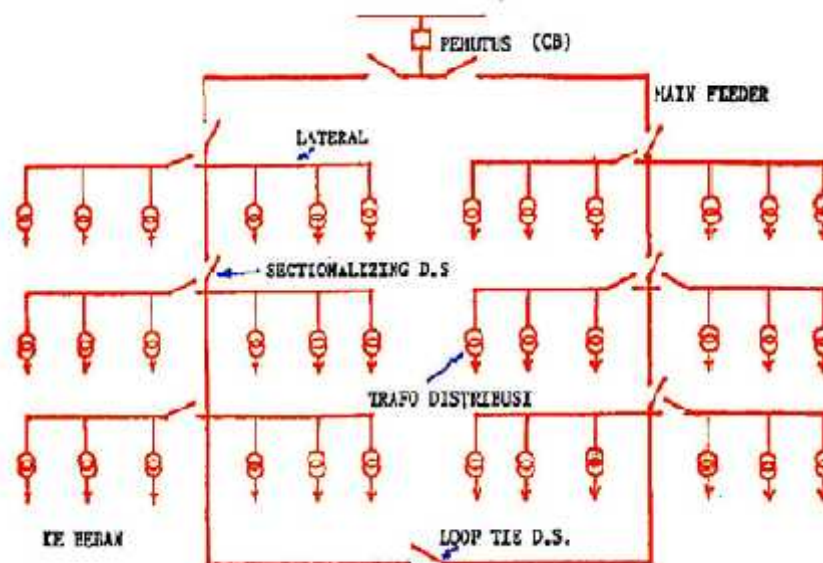 PEMUTUS (CB)
MAIN FEEDER
LATERAL
SECTIONALIZING D.S
TRAFO DISTRIBUSI
KE BEBAN
LOOP TIE D.S.